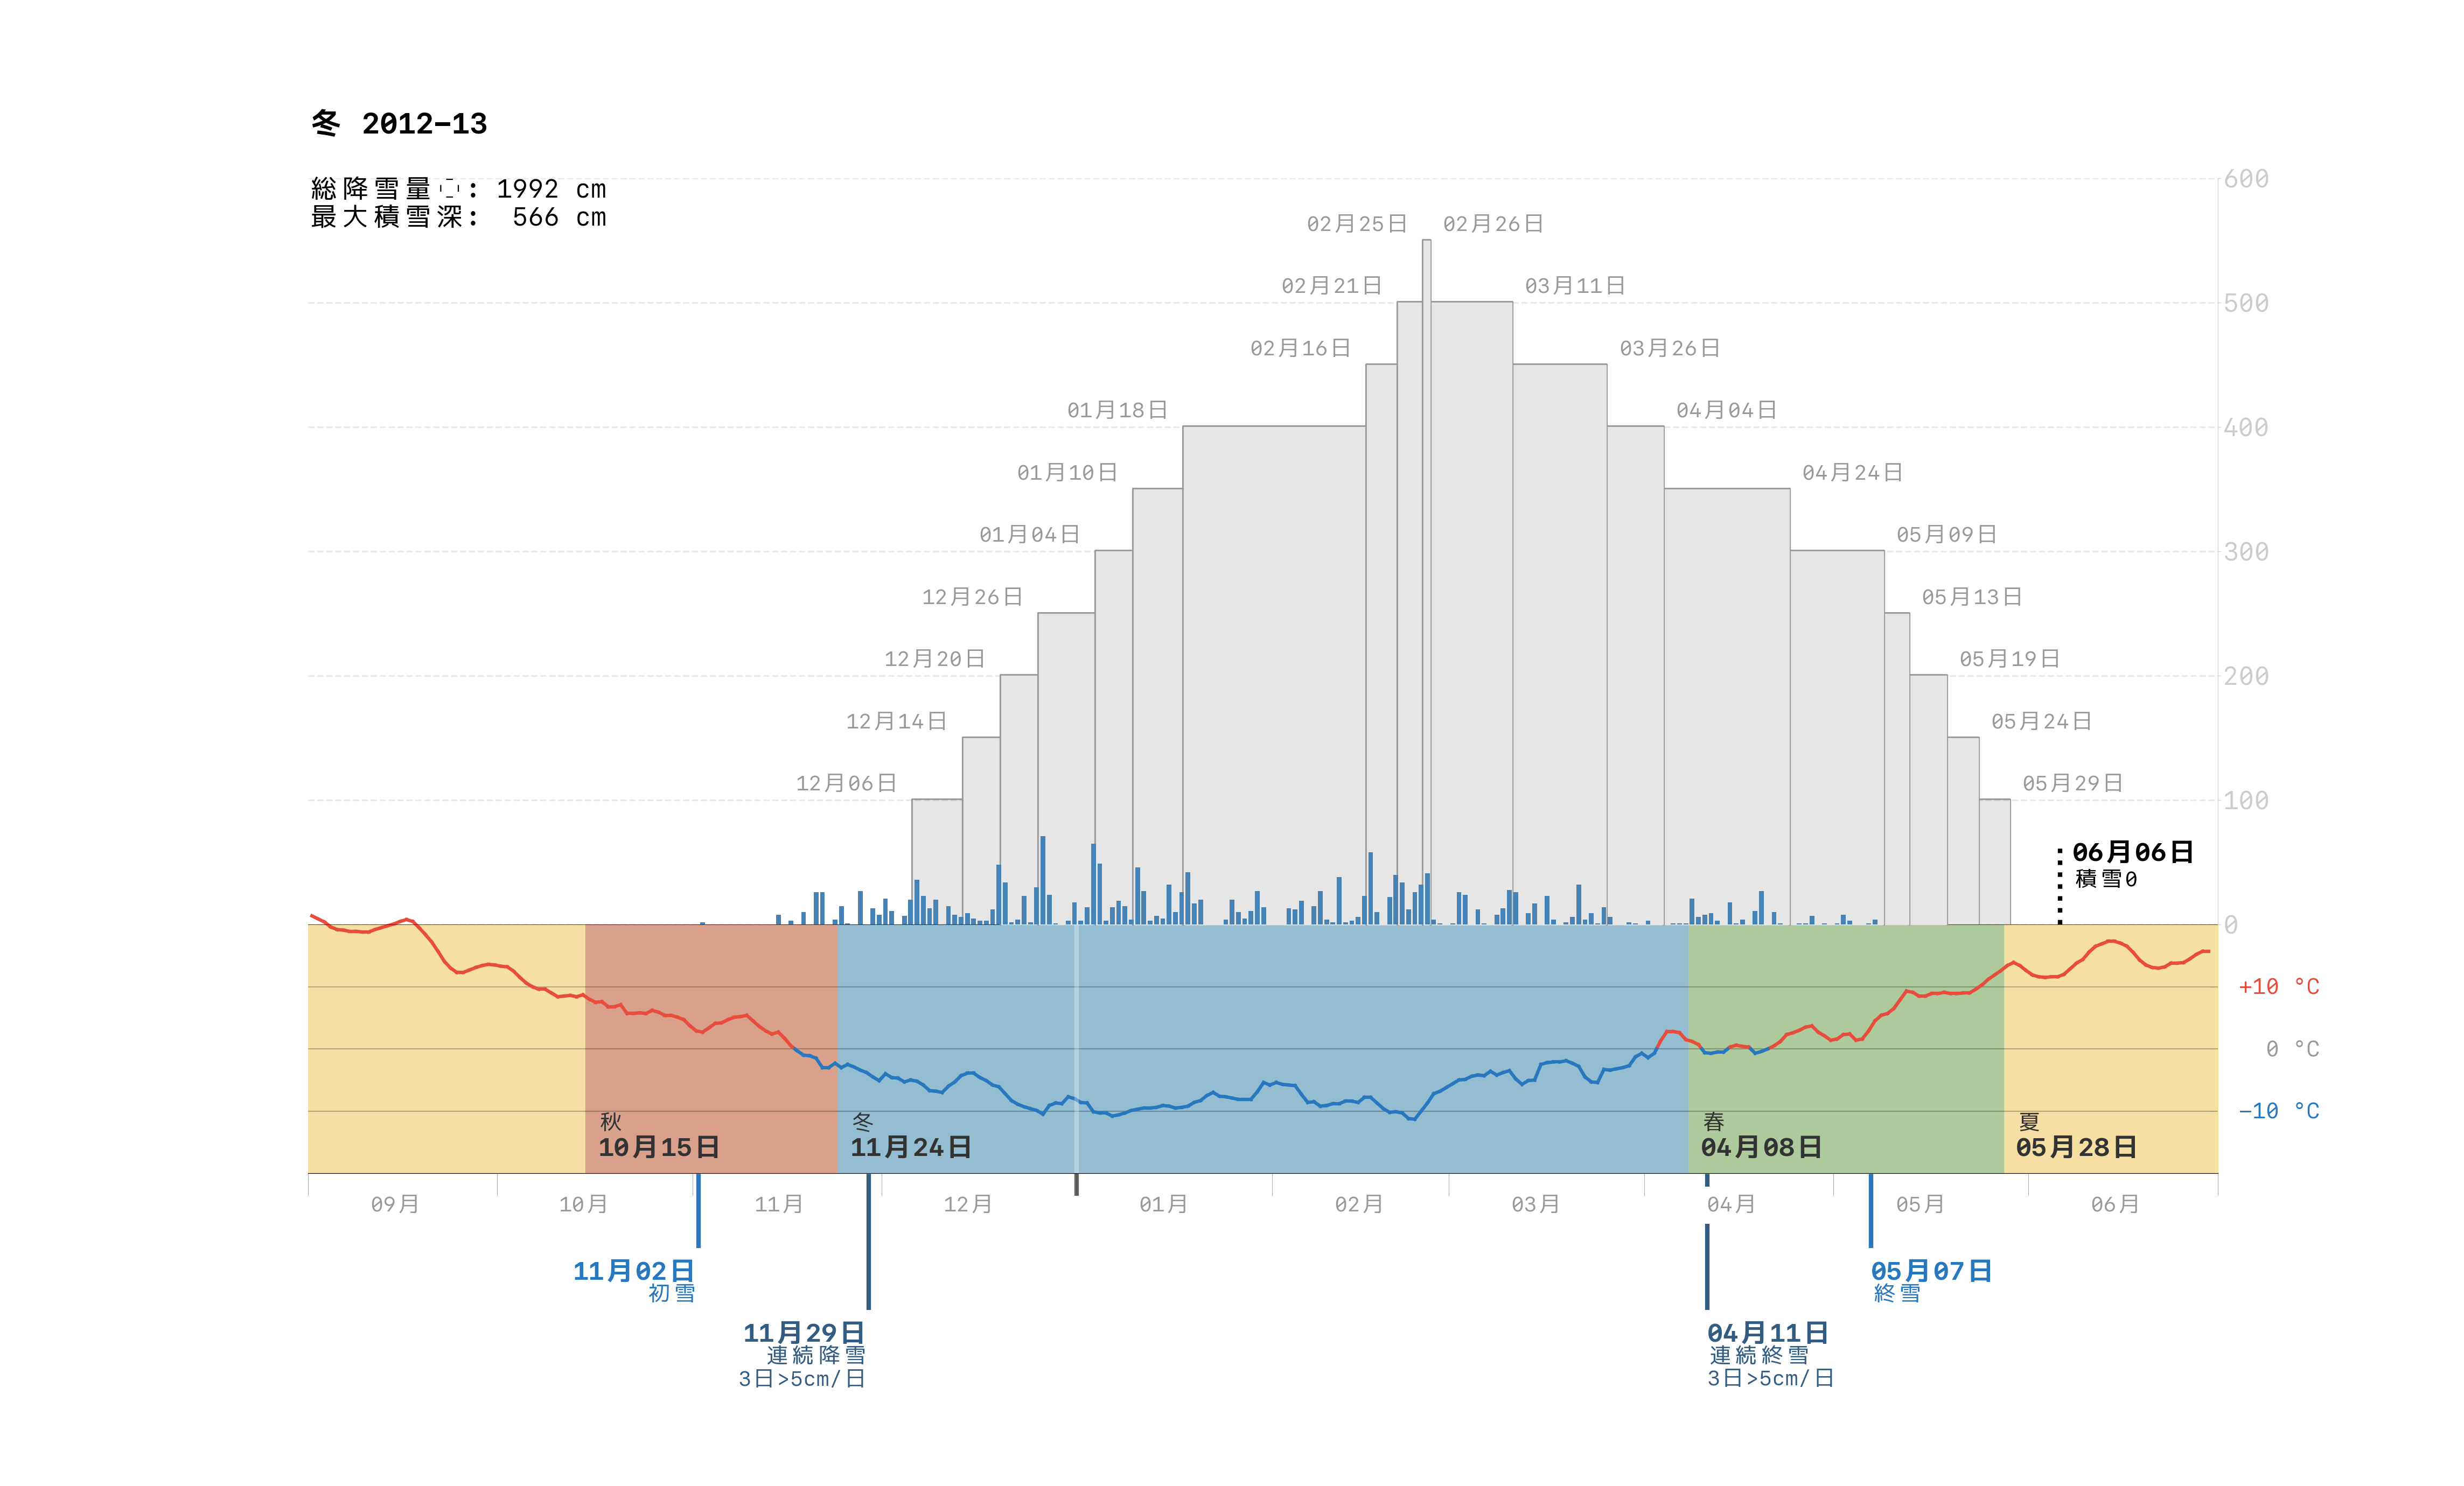 冬 2012–13
総降雪量: 1992 cm
最大積雪深: 566 cm
600
02月25日 02月26日
02月21日 03月11日
500
02月16日 03月26日
01月18日 04月04日
400
01月10日 04月24日
01月04日 05月09日
300
12月26日 05月13日
12月20日 05月19日
200
12月14日 05月24日
12月06日 05月29日
100
06月06日
積雪0
0
+10 °C
0 °C
−10 °C
秋 冬 春 夏
10月15日 11月24日 04月08日 05月28日
09月 10月 11月 12月 01月 02月 03月 04月 05月 06月
11月02日 05月07日
初雪 終雪
11月29日 04月11日
連続降雪 連続終雪
3日>5cm/日 3日>5cm/日